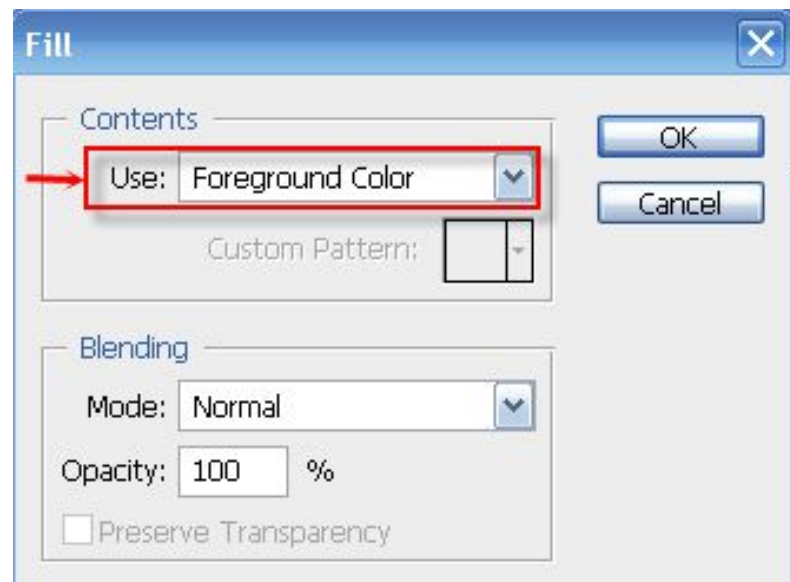 Fill
Contents
OK
Use: Foreground Color
Cancel
Custom Pattern:
Blending
Mode: Normal
Opacity: 100 %
Preserve Transparency